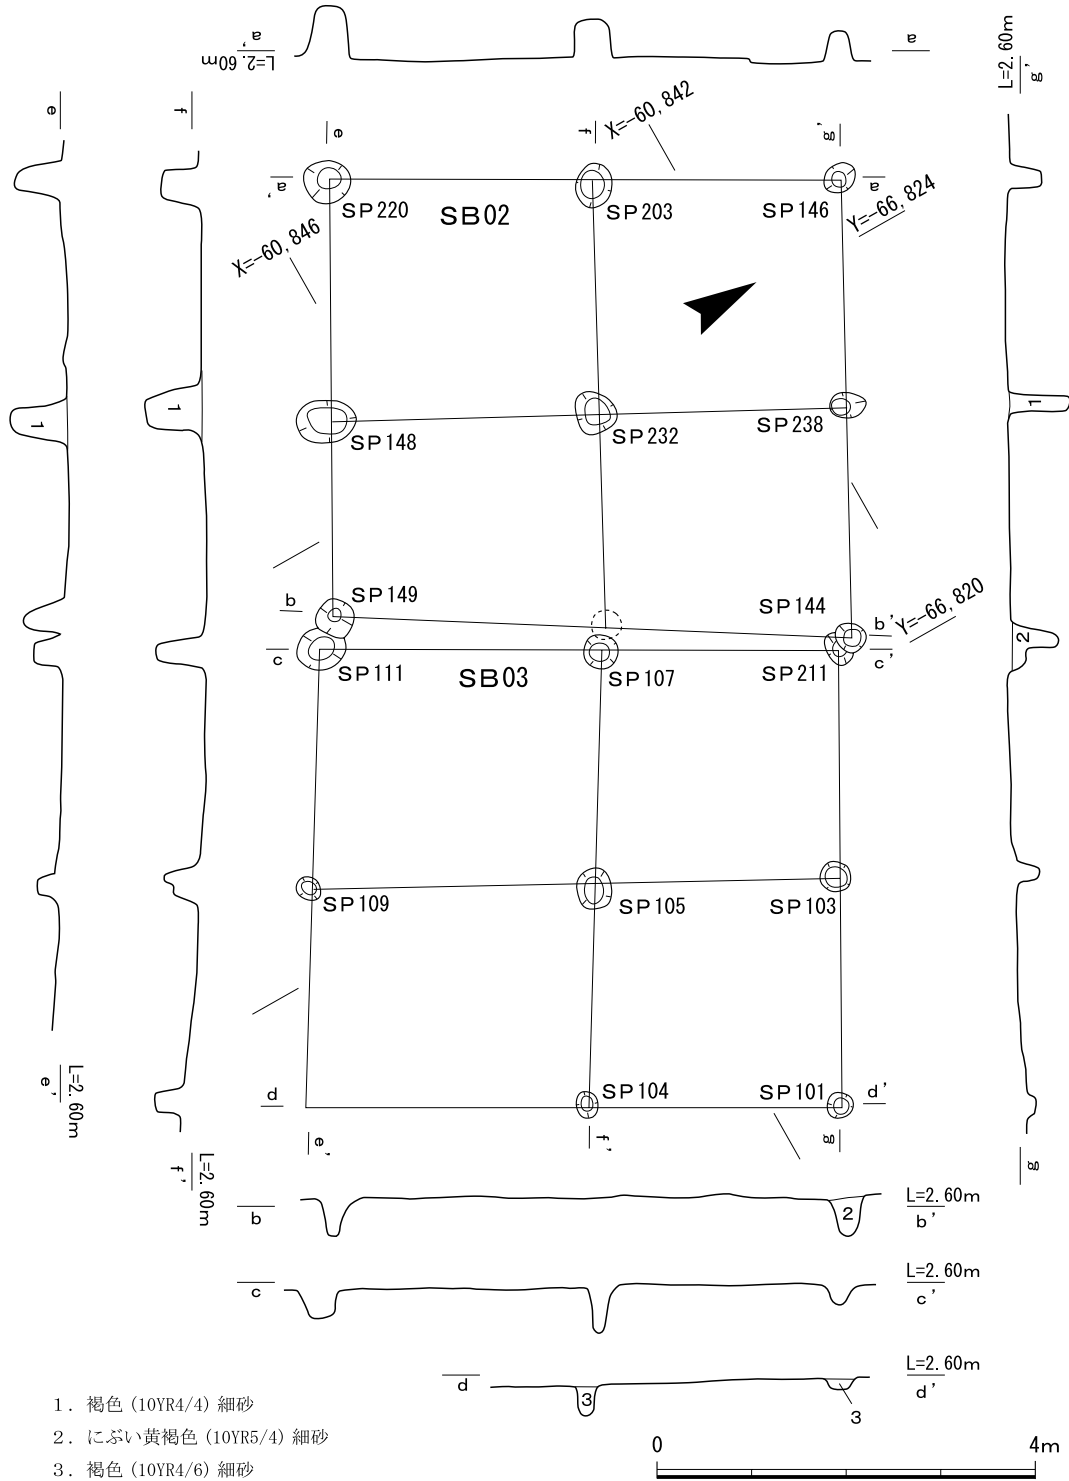 a'
L=2.60m
a
L=2.60m
g'
e
f
e
f
g'
X=-60,842
a'
a
SP220
SB02
SP203
SP146
Y=-66,824
X=-60,846
1
1
1
SP148
SP232
SP238
b
SP149
SP144
b'
Y=-66,820
2
c
SP111
SB03
SP107
SP211
c'
SP109
SP105
SP103
L=2.60m
e'
d
SP104
SP101
d'
e'
f'
g
g
L=2.60m
f'
b
2
L=2.60m
b'
c
L=2.60m
c'
d
3
3
L=2.60m
d'
1. 褐色 (10YR4/4) 細砂
2. にぶい黄褐色 (10YR5/4) 細砂
3. 褐色 (10YR4/6) 細砂
0 4m